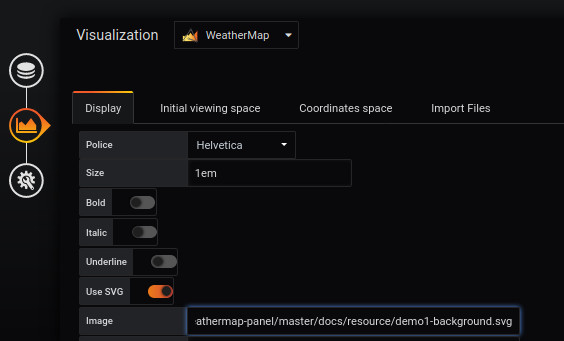 Visualization WeatherMap
Display Initial viewing space Coordinates space Import Files
Police Helvetica
Size 1em
Bold
Italic
Underline
Use SVG
Image athermap-panel/master/docs/resource/demo1-background.svg